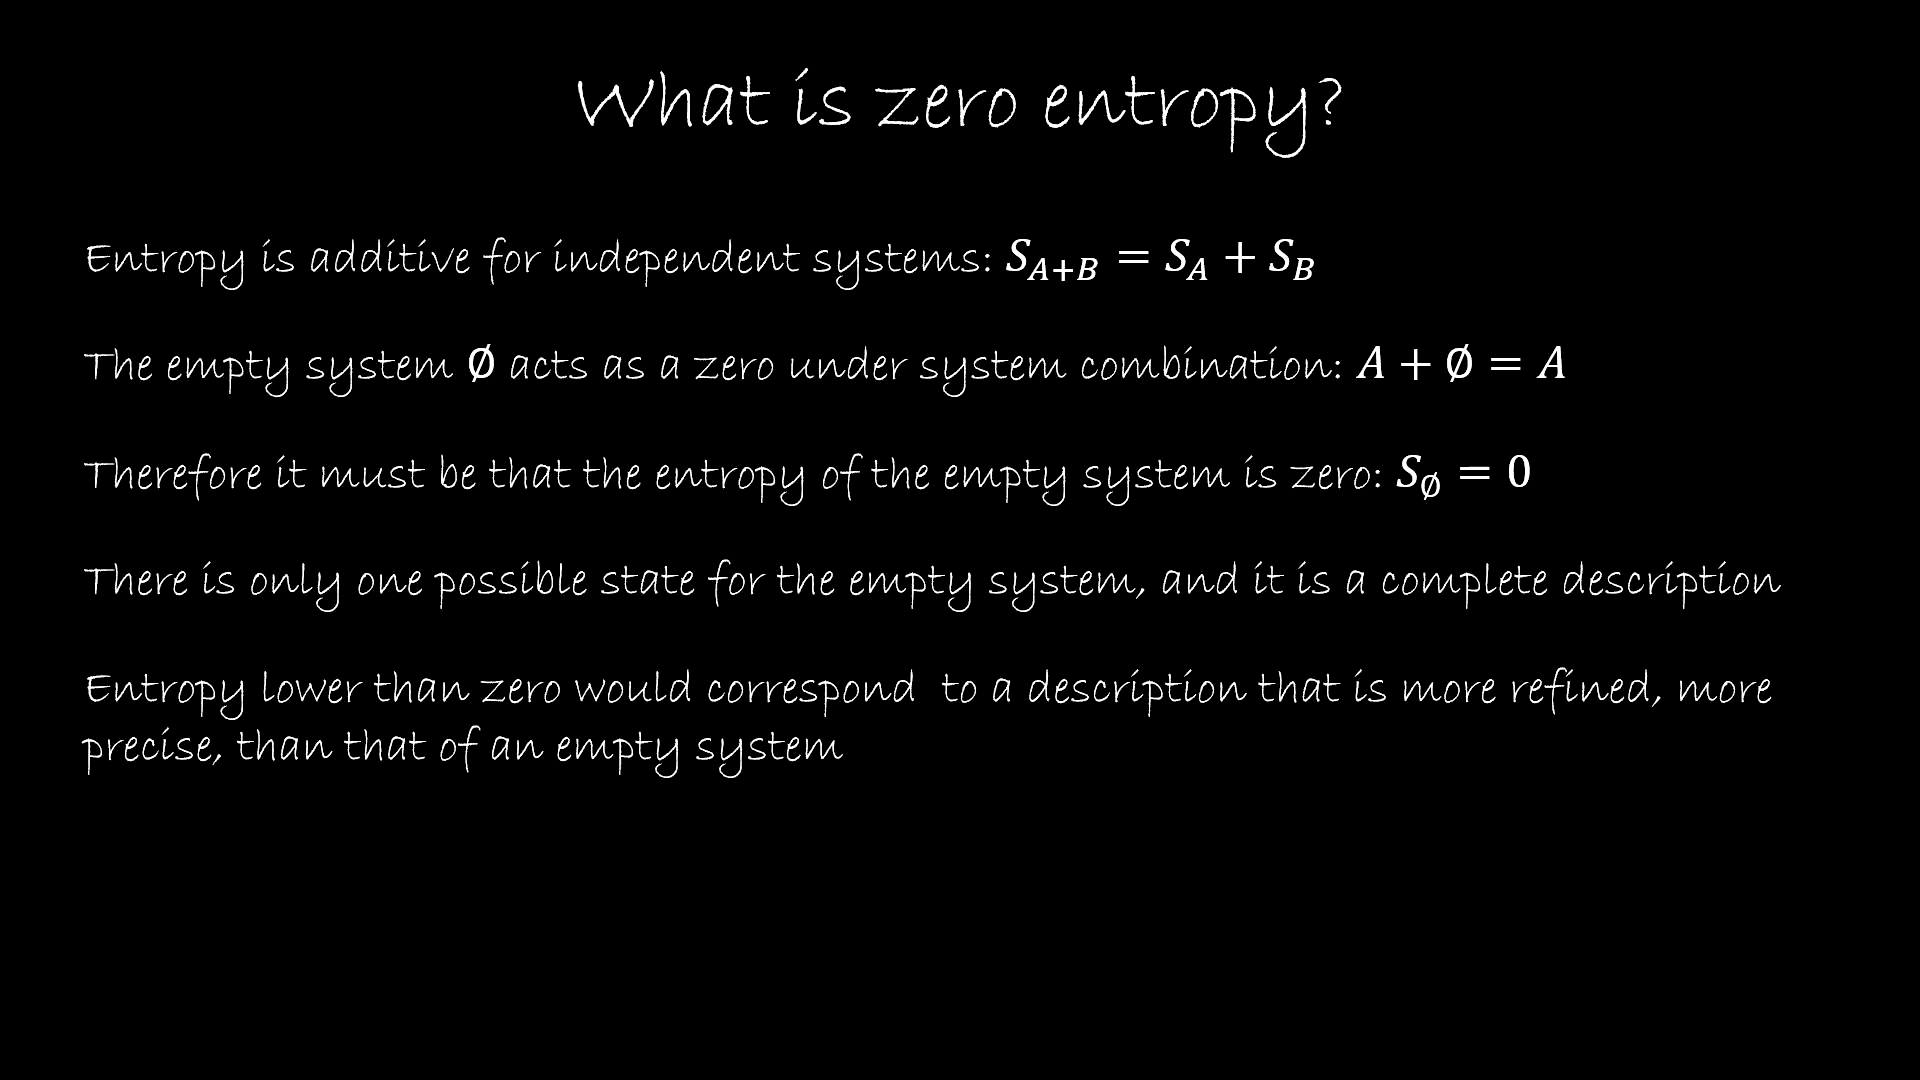 What is zero entropy?
Entropy is additive for independent systems: $S_{A+B} = S_A + S_B$
The empty system ∅ acts as a zero under system combination: $A + ∅ = A$
Therefore it must be that the entropy of the empty system is zero: $S_∅ = 0$
There is only one possible state for the empty system, and it is a complete description
Entropy lower than zero would correspond  to a description that is more refined, more
precise, than that of an empty system